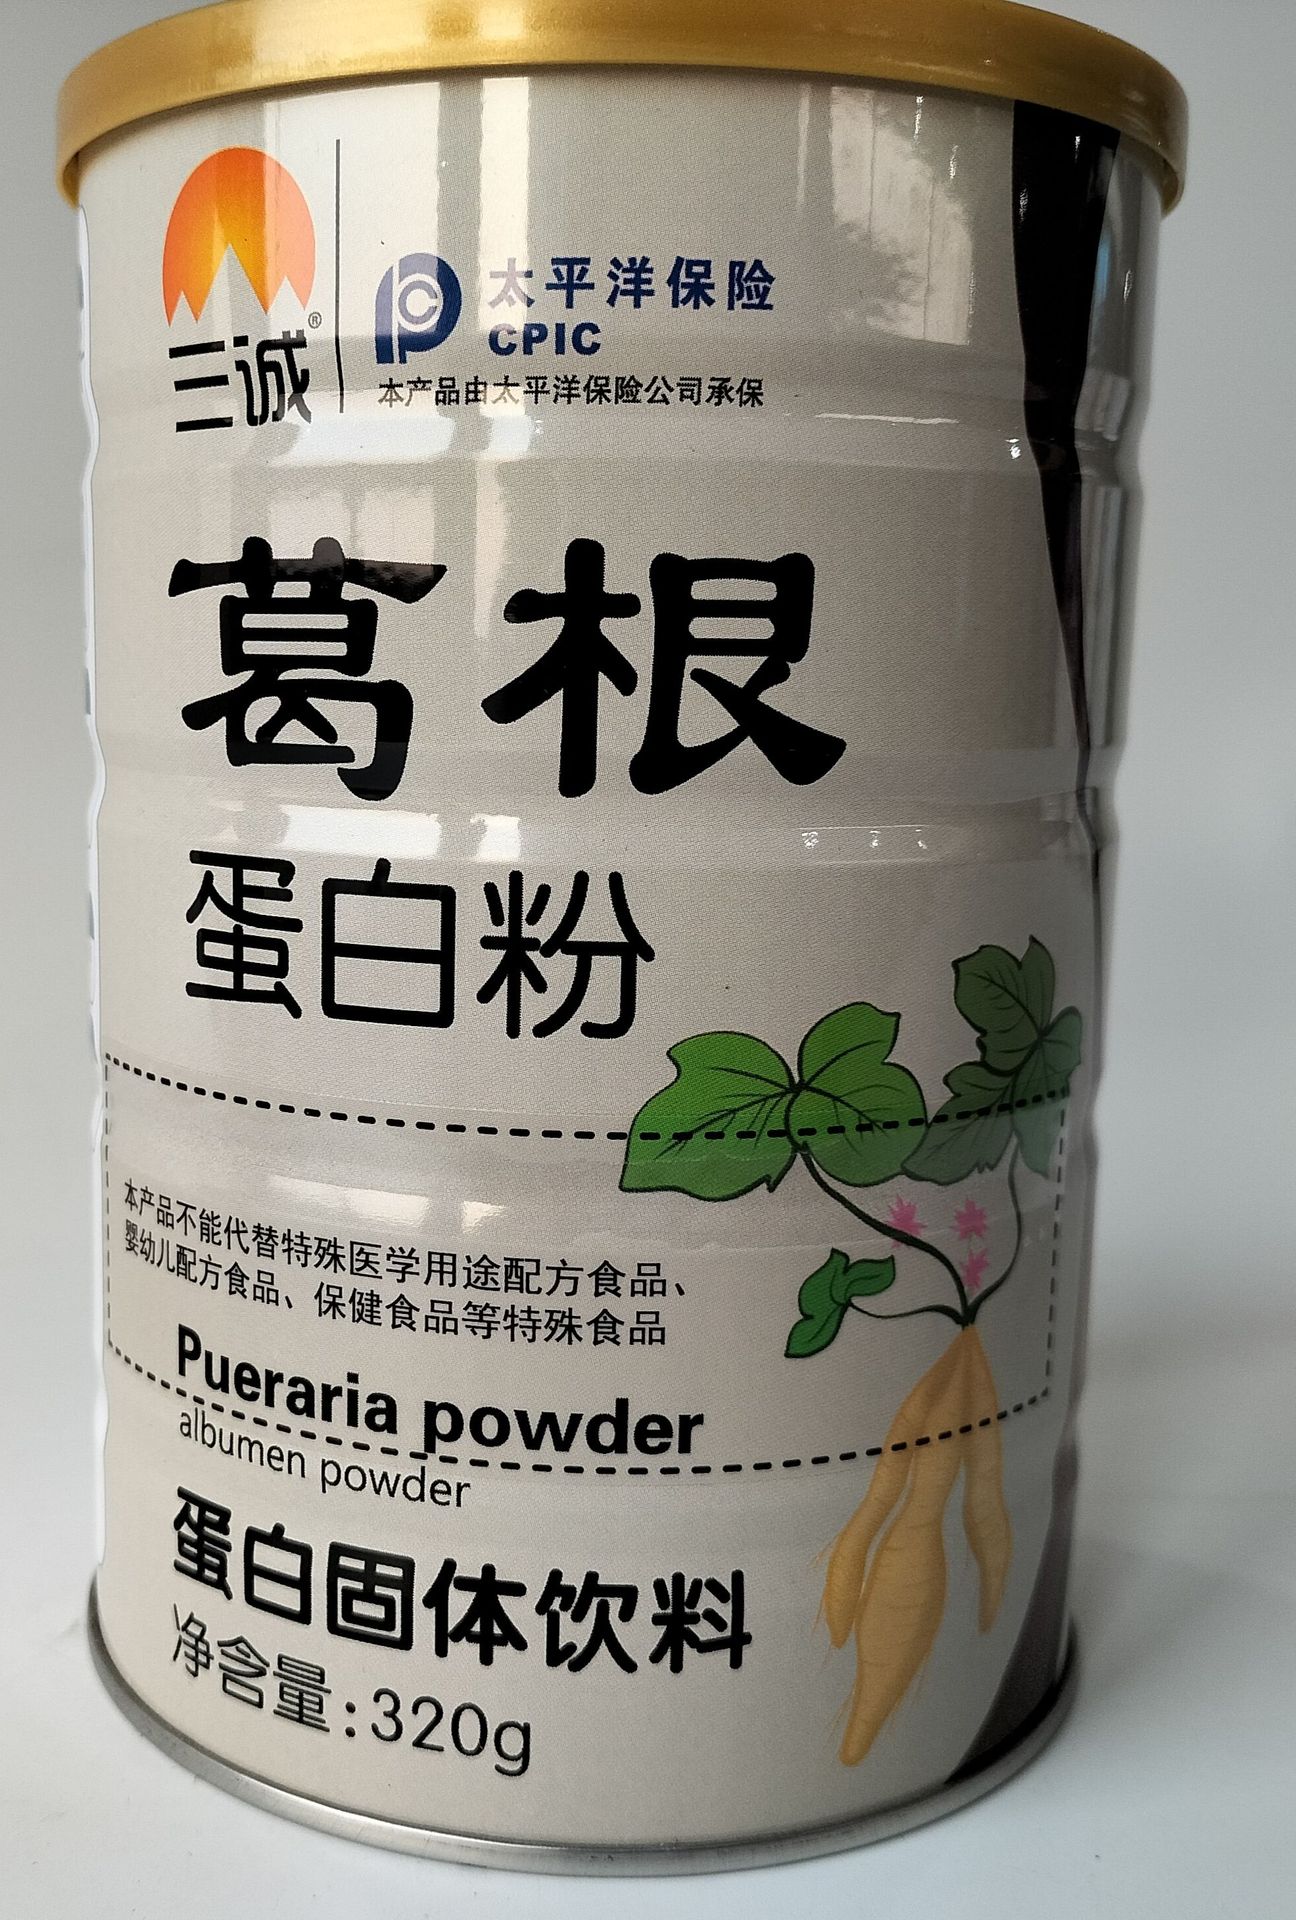 三诚®
太平洋保险
CPIC
本产品由太平洋保险公司承保
葛根
蛋白粉
本产品不能代替特殊医学用途配方食品、
婴幼儿配方食品、保健食品等特殊食品
Pueraria powder
albumen powder
蛋白固体饮料
净含量:320g